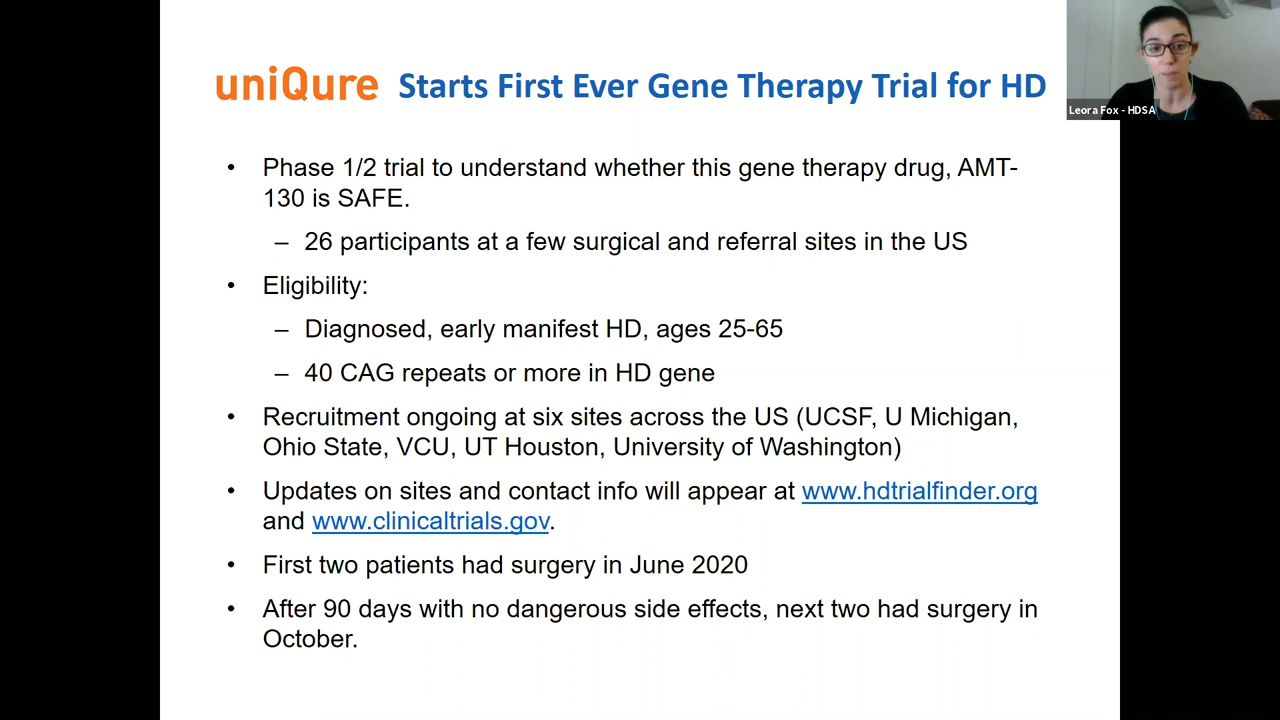 uniQure Starts First Ever Gene Therapy Trial for HD
Leora Fox - HDSA
• Phase 1/2 trial to understand whether this gene therapy drug, AMT-
130 is SAFE.
– 26 participants at a few surgical and referral sites in the US
• Eligibility:
– Diagnosed, early manifest HD, ages 25-65
– 40 CAG repeats or more in HD gene
• Recruitment ongoing at six sites across the US (UCSF, U Michigan,
Ohio State, VCU, UT Houston, University of Washington)
• Updates on sites and contact info will appear at www.hdtrialfinder.org
and www.clinicaltrials.gov.
• First two patients had surgery in June 2020
• After 90 days with no dangerous side effects, next two had surgery in
October.